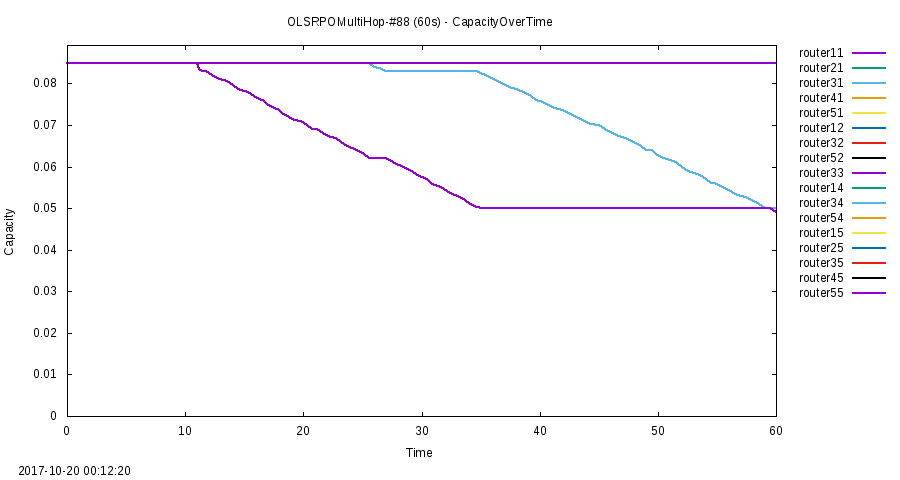 OLSRPOMultiHop-#88 (60s) - CapacityOverTime
Capacity
0.08
0.07
0.06
0.05
0.04
0.03
0.02
0.01
0
0 10 20 30 40 50 60
Time
router11
router21
router31
router41
router51
router12
router32
router52
router33
router14
router34
router54
router15
router25
router35
router45
router55
2017-10-20 00:12:20